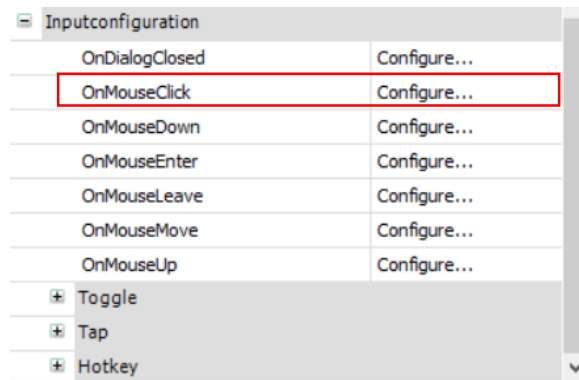 Inputconfiguration
OnDialogClosed Configure...
OnMouseClick Configure...
OnMouseDown Configure...
OnMouseEnter Configure...
OnMouseLeave Configure...
OnMouseMove Configure...
OnMouseUp Configure...
Toggle
Tap
Hotkey